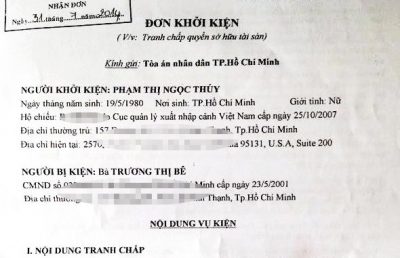 NHẬN ĐƠN
Ngày 31 tháng 7 năm 2014
ĐƠN KHỞI KIỆN
( V/v: Tranh chấp quyền sở hữu tài sản)
Kính gửi: Tòa án nhân dân TP.Hồ Chí Minh
NGƯỜI KHỞI KIỆN: PHẠM THỊ NGỌC THÚY
Ngày tháng năm sinh: 19/5/1980 Nơi sinh: TP.Hồ Chí Minh Giới tính: Nữ
Hộ chiếu: Cục quản lý xuất nhập cảnh Việt Nam cấp ngày 25/10/2007
Địa chỉ thường trú: 157 Thạnh, Tp.Hồ Chí Minh
Địa chỉ hiện tại: 2570, 95131, U.S.A, Suite 200
NGƯỜI BỊ KIỆN: Bà TRƯƠNG THỊ BÊ
CMND số Minh cấp ngày 23/5/2001
Địa chỉ thường Thạnh, Tp.Hồ Chí Minh
NỘI DUNG VỤ KIỆN
I. NỘI DUNG TRANH CHẤP